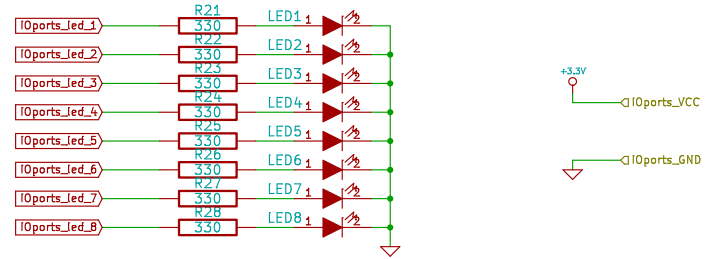 IOports_led_1 R21 330 LED1 1 2
IOports_led_2 R22 330 LED2 1 2
IOports_led_3 R23 330 LED3 1 2
+3.3V
IOports_led_4 R24 330 LED4 1 2
IOports_VCC
IOports_led_5 R25 330 LED5 1 2
IOports_led_6 R26 330 LED6 1 2
IOports_GND
IOports_led_7 R27 330 LED7 1 2
IOports_led_8 R28 330 LED8 1 2